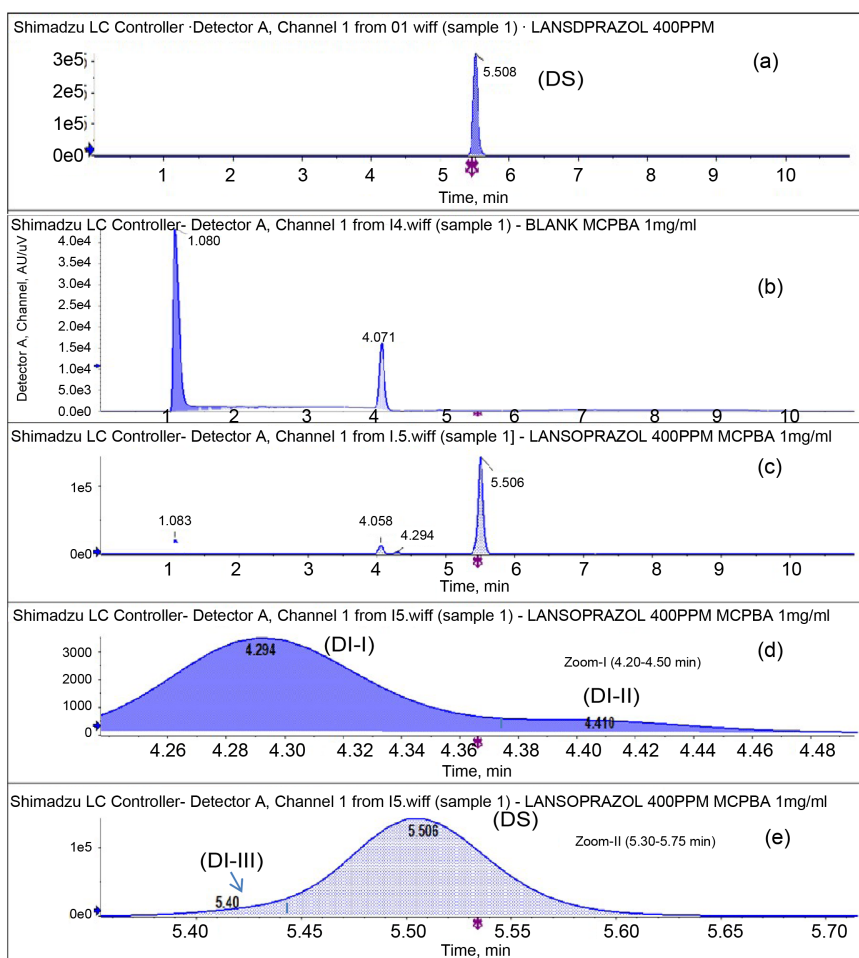 Shimadzu LC Controller ·Detector A, Channel 1 from 01 wiff (sample 1) · LANSDPRAZOL 400PPM
(a)
3e5
2e5
1e5
0e0
5.508
(DS)
1 2 3 4 5 6 7 8 9 10
Time, min
Shimadzu LC Controller- Detector A, Channel 1 from I4.wiff (sample 1) - BLANK MCPBA 1mg/ml
(b)
Detector A, Channel, AU/uV
4.0e4
3.5e4
3.0e4
2.5e4
2.0e4
1.5e4
1.0e4
5.0e3
0.0e0
1.080
4.071
1 2 3 4 5 6 7 8 9 10
Shimadzu LC Controller- Detector A, Channel 1 from I.5.wiff (sample 1] - LANSOPRAZOL 400PPM MCPBA 1mg/ml
(c)
1e5
0e0
1.083
4.058
4.294
5.506
1 2 3 4 5 6 7 8 9 10
Time, min
Shimadzu LC Controller- Detector A, Channel 1 from I5.wiff (sample 1) - LANSOPRAZOL 400PPM MCPBA 1mg/ml
(d)
3000
2000
1000
0
4.294
(DI-I)
Zoom-I (4.20-4.50 min)
(DI-II)
4.410
4.26 4.28 4.30 4.32 4.34 4.36 4.38 4.40 4.42 4.44 4.46 4.48
Time, min
Shimadzu LC Controller- Detector A, Channel 1 from I5.wiff (sample 1) - LANSOPRAZOL 400PPM MCPBA 1mg/ml
(e)
1e5
0e0
(DI-III)
5.40
5.506
(DS)
Zoom-II (5.30-5.75 min)
5.40 5.45 5.50 5.55 5.60 5.65 5.70
Time, min